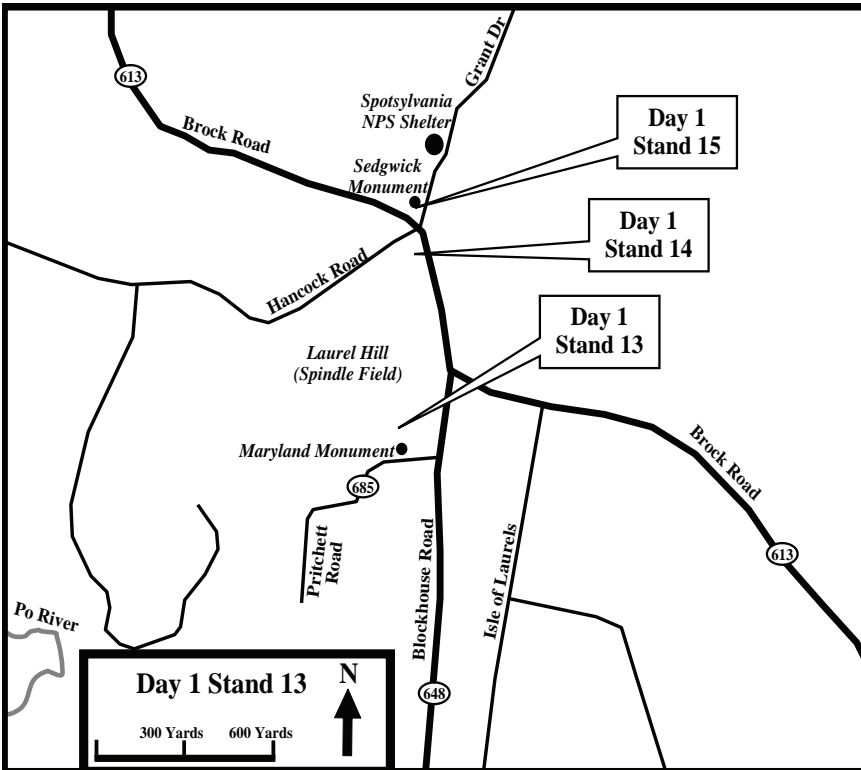 Grant Dr
613
Spotsylvania
NPS Shelter
Brock Road
Day 1
Stand 15
Sedgwick
Monument
Day 1
Stand 14
Hancock Road
Day 1
Stand 13
Laurel Hill
(Spindle Field)
Maryland Monument
Brock Road
685
Pritchett
Road
Blockhouse Road
Isle of Laurels
613
Po River
Day 1 Stand 13
N
300 Yards
600 Yards
648